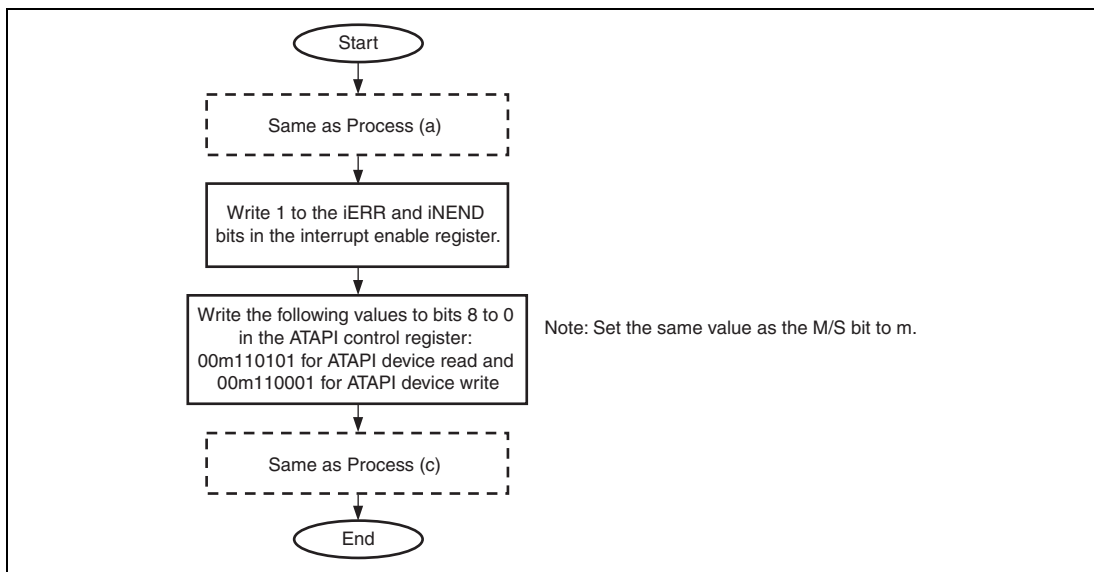 Start
Same as Process (a)
Write 1 to the iERR and iNEND
bits in the interrupt enable register.
Write the following values to bits 8 to 0
in the ATAPI control register:
00m110101 for ATAPI device read and
00m110001 for ATAPI device write
Note: Set the same value as the M/S bit to m.
Same as Process (c)
End